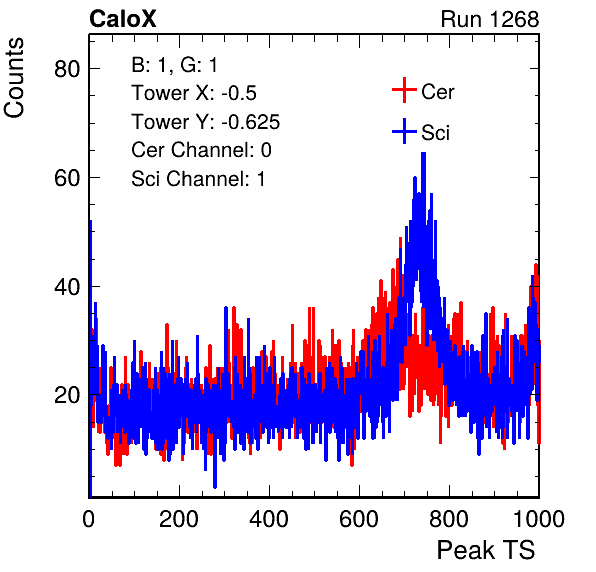 CaloX Run 1268
Counts
80
60
40
20
B: 1, G: 1
Tower X: -0.5
Tower Y: -0.625
Cer Channel: 0
Sci Channel: 1
Cer
Sci
0 200 400 600 800 1000
Peak TS